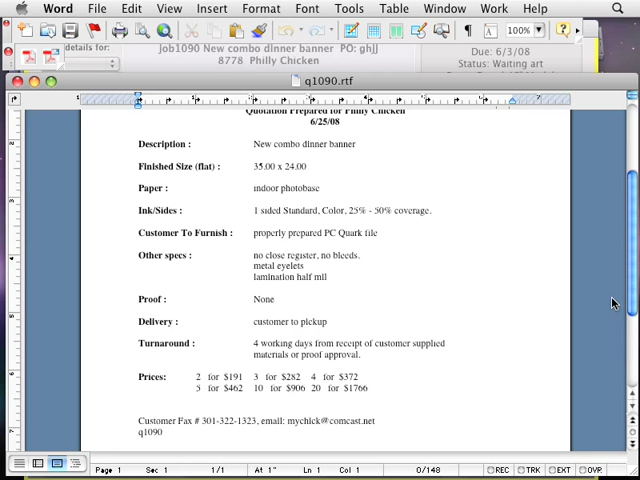 Word File Edit View Insert Format Font Tools Table Window Work Help
details for:
Job1090 New combo dinner banner PO: ghjJ
8778 Philly Chicken
Due: 6/3/08
Status: Waiting art
100%
q1090.rtf
Quotation Prepared for Philly Chicken
6/25/08
Description : New combo dinner banner
Finished Size (flat) : 35.00 x 24.00
Paper : indoor photobase
Ink/Sides : 1 sided Standard, Color, 25% - 50% coverage.
Customer To Furnish : properly prepared PC Quark file
Other specs : no close register, no bleeds.
metal eyelets
lamination half mil
Proof : None
Delivery : customer to pickup
Turnaround : 4 working days from receipt of customer supplied
materials or proof approval.
Prices: 2 for $191 3 for $282 4 for $372
5 for $462 10 for $906 20 for $1766
Customer Fax # 301-322-1323, email: mychick@comcast.net
q1090
Page 1 Sec 1 1/1 At 1" Ln 1 Col 1 0/148 REC TRK EXT OVR